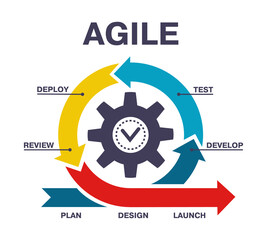 AGILE
DEPLOY TEST
REVIEW DEVELOP
PLAN DESIGN LAUNCH